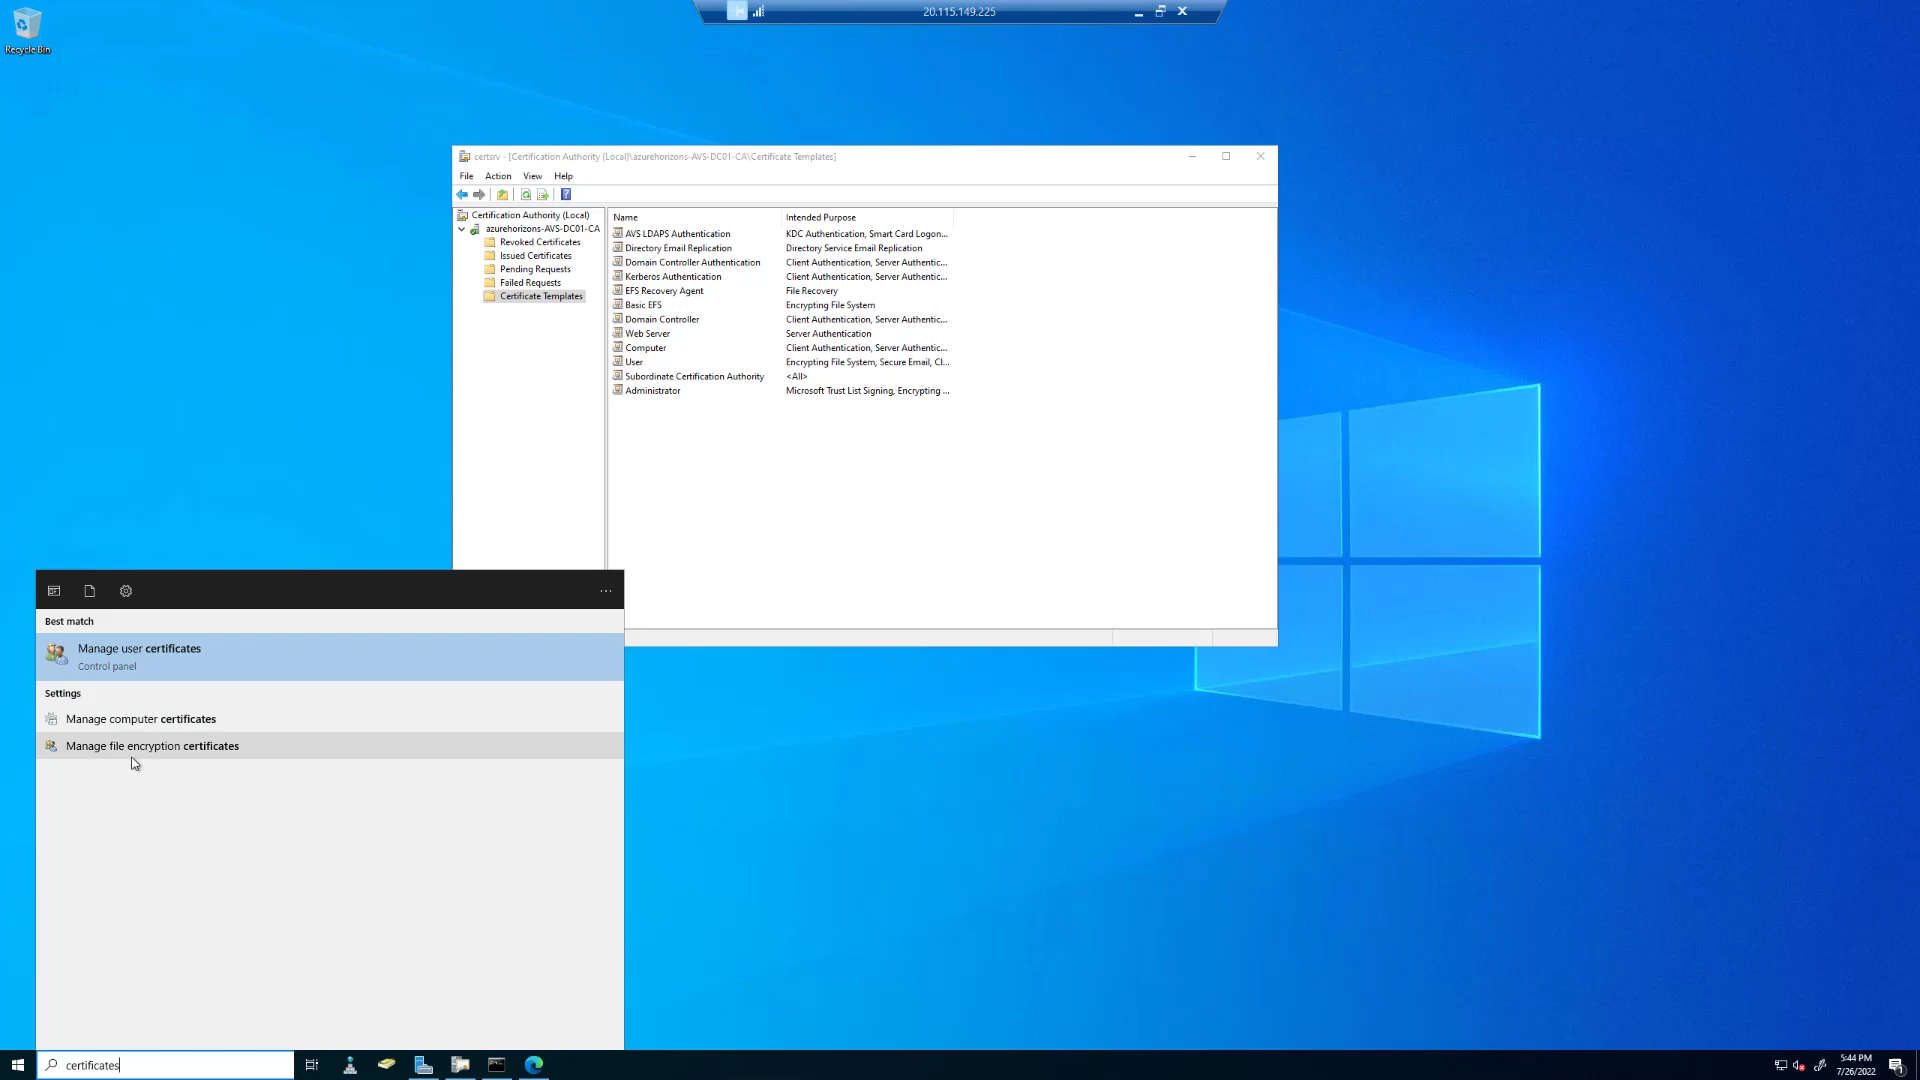 20.115.149.225
Recycle Bin
certsrv - [Certification Authority (Local)\azurehorizons-AVS-DC01-CA\Certificate Templates]
File Action View Help
Certification Authority (Local)
azurehorizons-AVS-DC01-CA
Revoked Certificates
Issued Certificates
Pending Requests
Failed Requests
Certificate Templates
Name Intended Purpose
AVS LDAPS Authentication KDC Authentication, Smart Card Logon...
Directory Email Replication Directory Service Email Replication
Domain Controller Authentication Client Authentication, Server Authentic...
Kerberos Authentication Client Authentication, Server Authentic...
EFS Recovery Agent File Recovery
Basic EFS Encrypting File System
Domain Controller Client Authentication, Server Authentic...
Web Server Server Authentication
Computer Client Authentication, Server Authentic...
User Encrypting File System, Secure Email, Cl...
Subordinate Certification Authority <All>
Administrator Microsoft Trust List Signing, Encrypting ...
Best match
Manage user certificates
Control panel
Settings
Manage computer certificates
Manage file encryption certificates
certificates
5:44 PM
7/26/2022
1